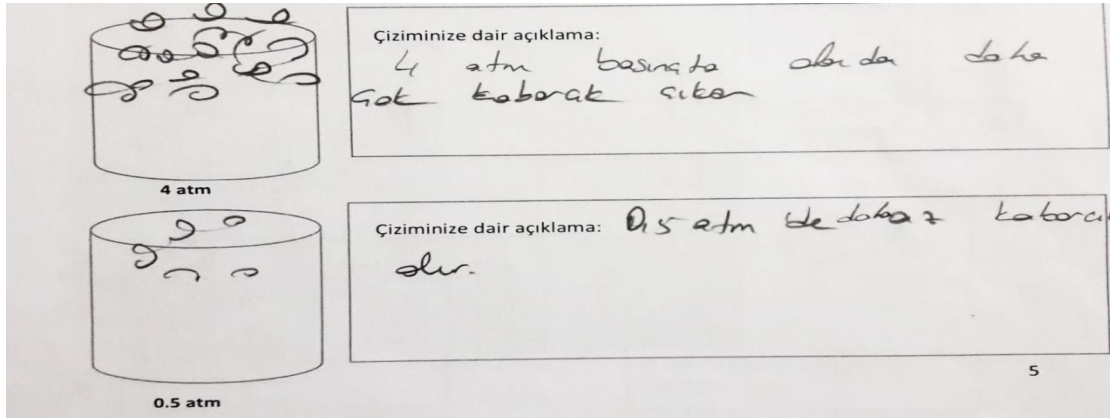 Çiziminize dair açıklama:
4 atm basınçta daha
çok kabarcık çıkar
4 atm
Çiziminize dair açıklama: 0,5 atm de daha az kabarcı
olur.
5
0.5 atm